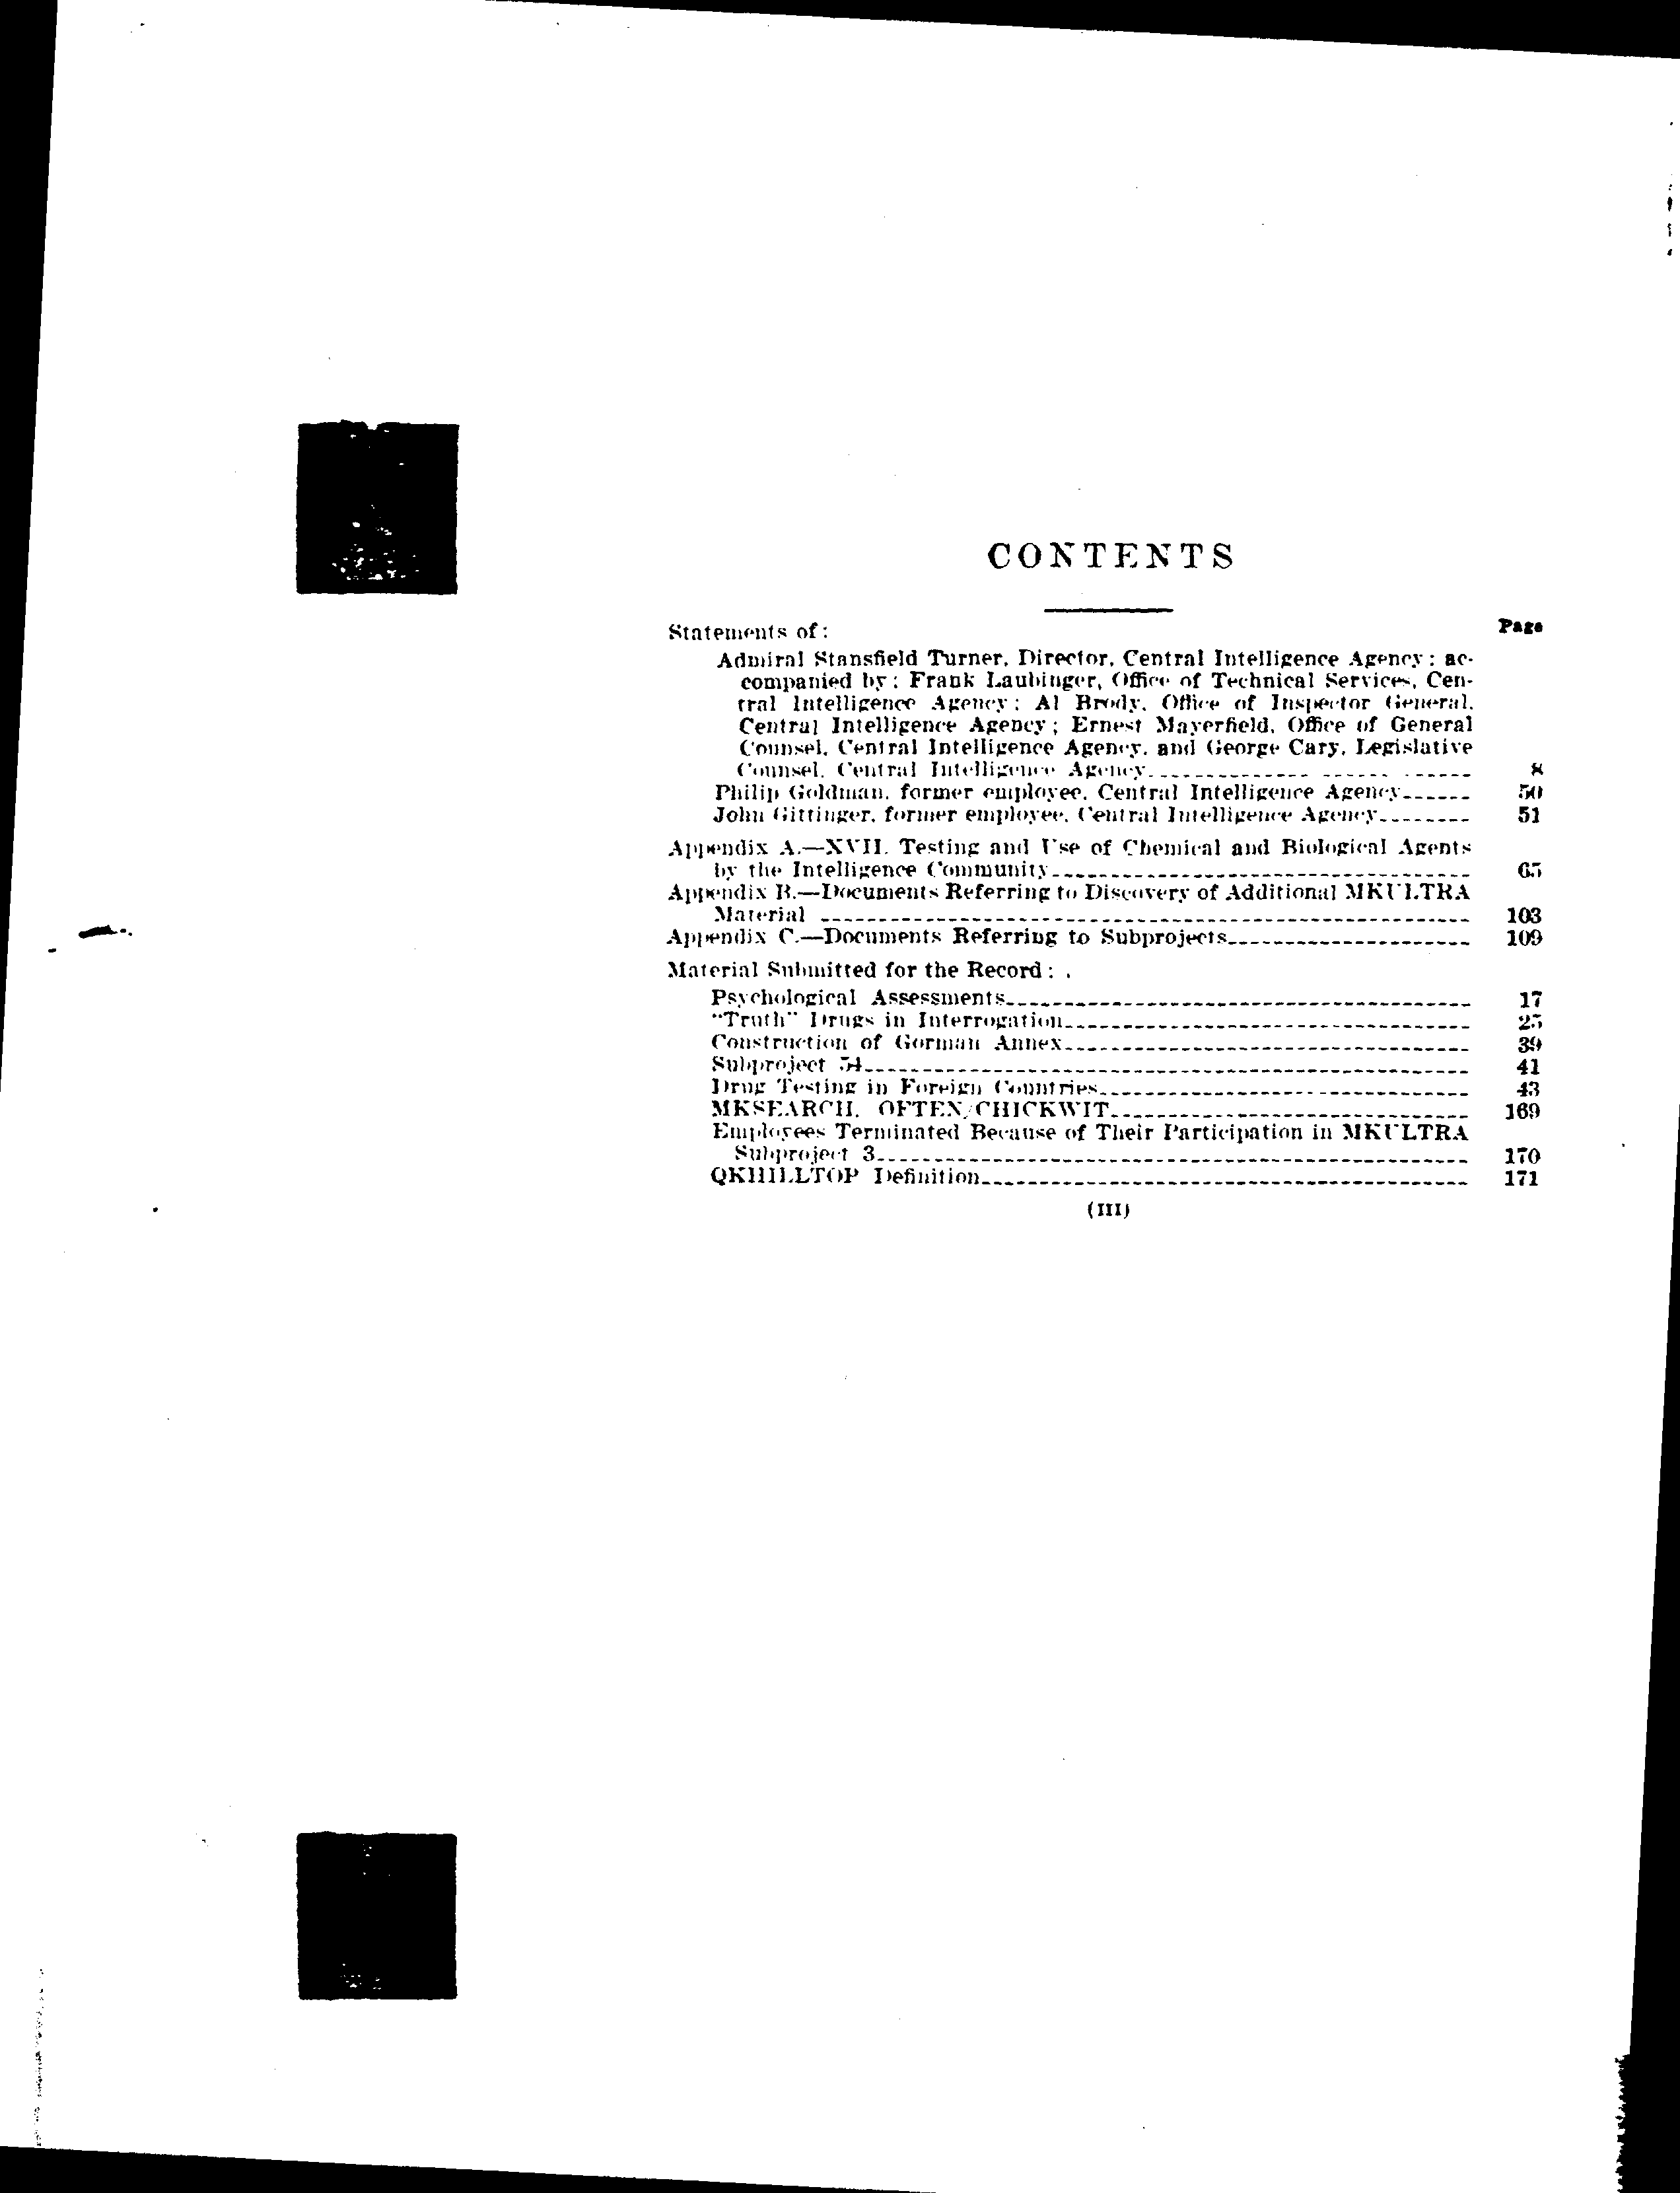 CONTENTS
Page
Statements of:
Admiral Stansfield Turner, Director, Central Intelligence Agency; ac-
companied by: Frank Laubinger, Office of Technical Services, Cen-
tral Intelligence Agency; Al Brody, Office of Inspector General,
Central Intelligence Agency; Ernest Mayerfield, Office of General
Counsel, Central Intelligence Agency, and George Cary, Legislative
Counsel, Central Intelligence Agency 8
Philip Goldman, former employee, Central Intelligence Agency 50
John Gittinger, former employee, Central Intelligence Agency 51
Appendix A.—XVII. Testing and Use of Chemical and Biological Agents
by the Intelligence Community 65
Appendix B.—Documents Referring to Discovery of Additional MKULTRA
Material 103
Appendix C.—Documents Referring to Subprojects 109
Material Submitted for the Record:
Psychological Assessments 17
"Truth" Drugs in Interrogation 25
Construction of Gorman Annex 39
Subproject 54 41
Drug Testing in Foreign Countries 43
MKSEARCH, OFTEN/CHICKWIT 169
Employees Terminated Because of Their Participation in MKULTRA
Subproject 3 170
QKHILLTOP Definition 171
(III)